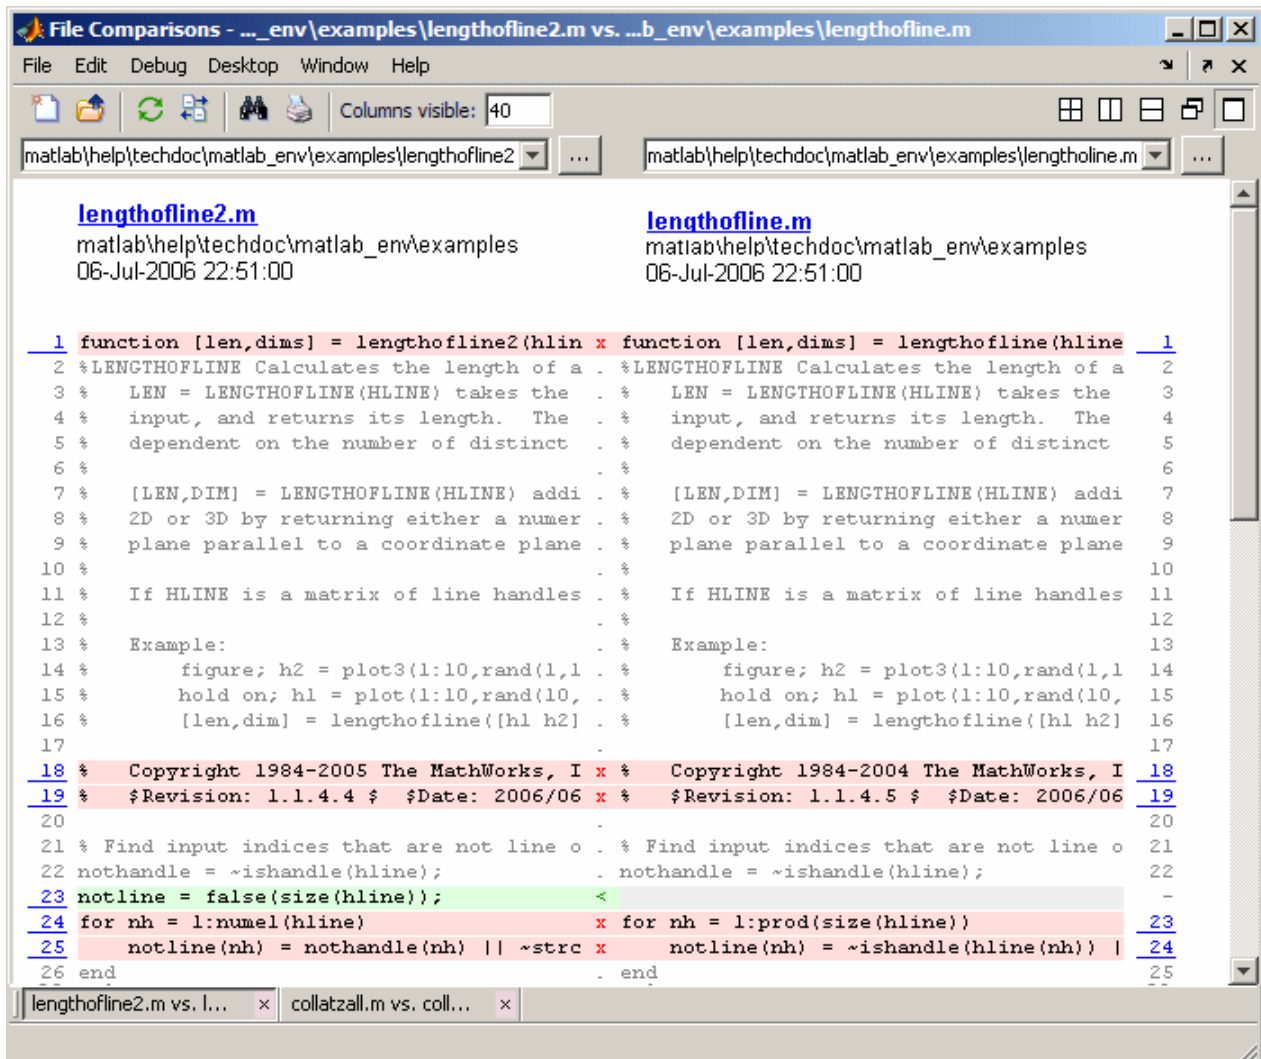 File Comparisons - ..._env\examples\lengthofline2.m vs. ...b_env\examples\lengthofline.m
File Edit Debug Desktop Window Help
Columns visible: 40
matlab\help\techdoc\matlab_env\examples\lengthofline2 ... matlab\help\techdoc\matlab_env\examples\lengtholine.m ...
lengthofline2.m lengthofline.m
matlab\help\techdoc\matlab_env\examples matlab\help\techdoc\matlab_env\examples
06-Jul-2006 22:51:00 06-Jul-2006 22:51:00
1 function [len,dims] = lengthofline2(hlin x function [len,dims] = lengthofline(hline 1
2 %LENGTHOFLINE Calculates the length of a . %LENGTHOFLINE Calculates the length of a 2
3 % LEN = LENGTHOFLINE(HLINE) takes the . % LEN = LENGTHOFLINE(HLINE) takes the 3
4 % input, and returns its length. The . % input, and returns its length. The 4
5 % dependent on the number of distinct . % dependent on the number of distinct 5
6 % . % 6
7 % [LEN,DIM] = LENGTHOFLINE(HLINE) addi . % [LEN,DIM] = LENGTHOFLINE(HLINE) addi 7
8 % 2D or 3D by returning either a numer . % 2D or 3D by returning either a numer 8
9 % plane parallel to a coordinate plane . % plane parallel to a coordinate plane 9
10 % . % 10
11 % If HLINE is a matrix of line handles . % If HLINE is a matrix of line handles 11
12 % . % 12
13 % Example: . % Example: 13
14 % figure; h2 = plot3(1:10,rand(1,1 . % figure; h2 = plot3(1:10,rand(1,1 14
15 % hold on; h1 = plot(1:10,rand(10, . % hold on; h1 = plot(1:10,rand(10, 15
16 % [len,dim] = lengthofline([h1 h2] . % [len,dim] = lengthofline([h1 h2] 16
17 . 17
18 % Copyright 1984-2005 The MathWorks, I x % Copyright 1984-2004 The MathWorks, I 18
19 % $Revision: 1.1.4.4 $ $Date: 2006/06 x % $Revision: 1.1.4.5 $ $Date: 2006/06 19
20 . 20
21 % Find input indices that are not line o . % Find input indices that are not line o 21
22 nothandle = ~ishandle(hline); . nothandle = ~ishandle(hline); 22
23 notline = false(size(hline)); < -
24 for nh = 1:numel(hline) x for nh = 1:prod(size(hline)) 23
25 notline(nh) = nothandle(nh) || ~strc x notline(nh) = ~ishandle(hline(nh)) | 24
26 end . end 25
lengthofline2.m vs. l... × collatzall.m vs. coll... ×